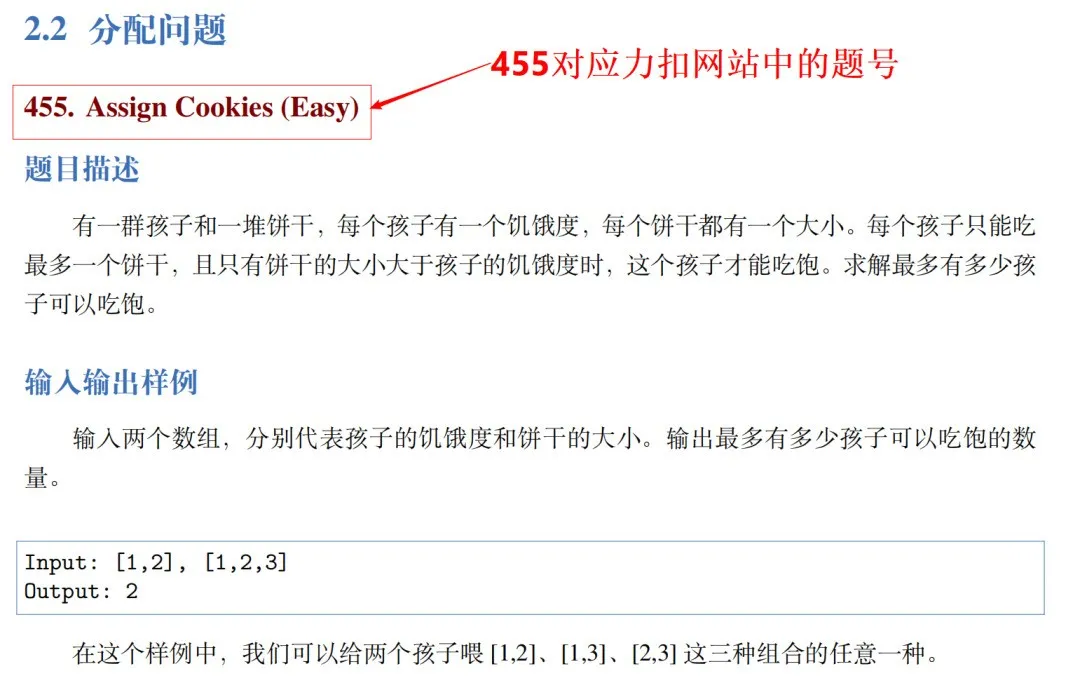 2.2 分配问题
455对应力扣网站中的题号
455. Assign Cookies (Easy)
题目描述
有一群孩子和一堆饼干，每个孩子有一个饥饿度，每个饼干都有一个大小。每个孩子只能吃
最多一个饼干，且只有饼干的大小大于孩子的饥饿度时，这个孩子才能吃饱。求解最多有多少孩
子可以吃饱。
输入输出样例
输入两个数组，分别代表孩子的饥饿度和饼干的大小。输出最多有多少孩子可以吃饱的数
量。
Input: [1,2], [1,2,3]
Output: 2
在这个样例中，我们可以给两个孩子喂 [1,2]、[1,3]、[2,3] 这三种组合的任意一种。